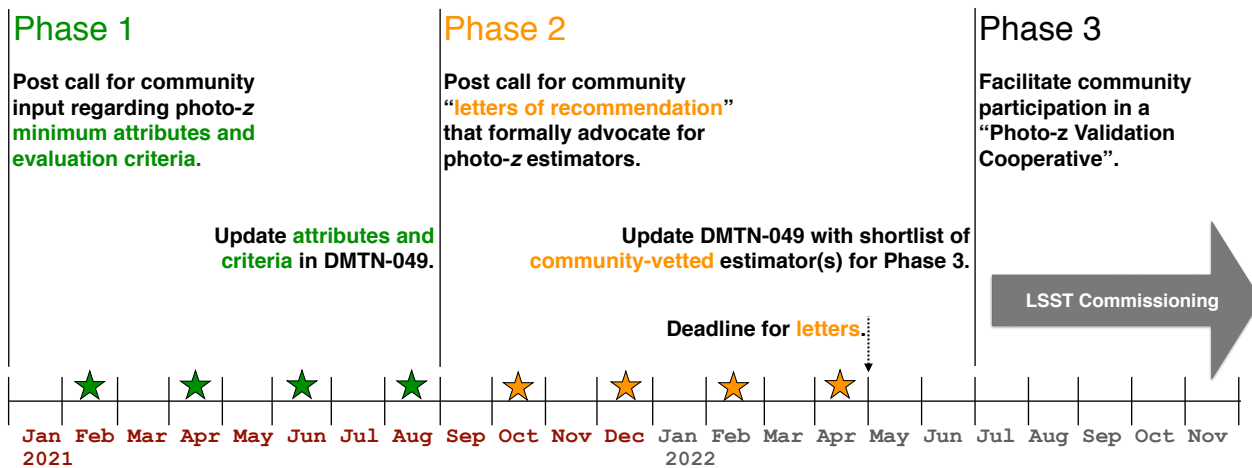 Phase 1
Post call for community
input regarding photo-z
minimum attributes and
evaluation criteria.
Update attributes and
criteria in DMTN-049.
Phase 2
Post call for community
“letters of recommendation”
that formally advocate for
photo-z estimators.
Update DMTN-049 with shortlist of
community-vetted estimator(s) for Phase 3.
Deadline for letters.
Phase 3
Facilitate community
participation in a
“Photo-z Validation
Cooperative”.
LSST Commissioning
Jan Feb Mar Apr May Jun Jul Aug Sep Oct Nov Dec Jan Feb Mar Apr May Jun Jul Aug Sep Oct Nov
2021 2022